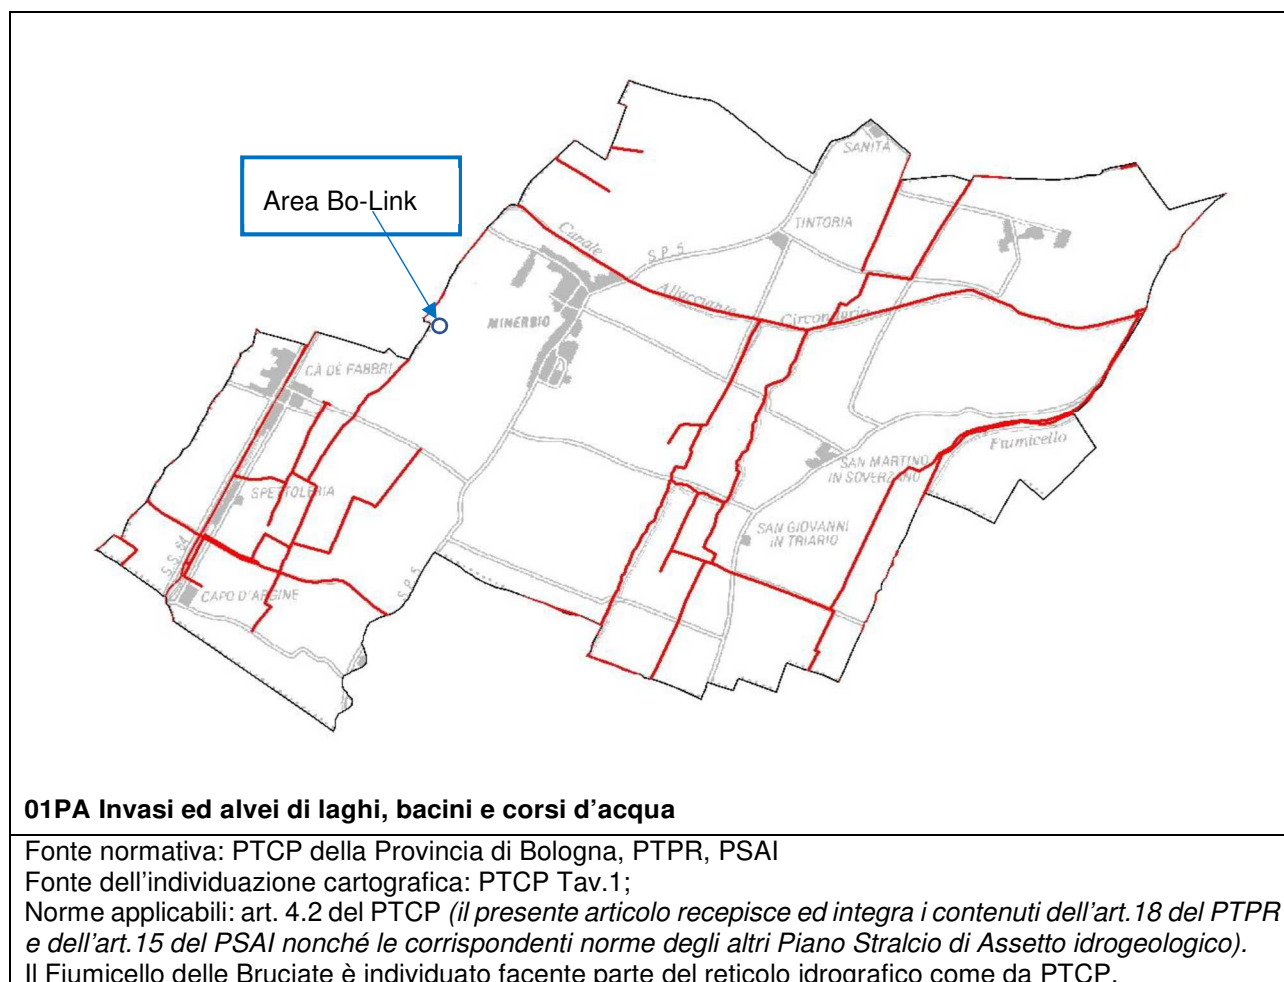 SANITÀ
Area Bo-Link
TINTORIA
Canale
S.P.5
Allacciante
Circondario
MINERBIO
CÀ DE FABBRI
Fiumicello
SAN MARTINO
IN SOVERZANO
SPETTOLERIA
SAN GIOVANNI
IN TRIARIO
S.S. 64
S.P.5
CAPO D'ARGINE
01PA Invasi ed alvei di laghi, bacini e corsi d’acqua
Fonte normativa: PTCP della Provincia di Bologna, PTPR, PSAI
Fonte dell’individuazione cartografica: PTCP Tav.1;
Norme applicabili: art. 4.2 del PTCP (il presente articolo recepisce ed integra i contenuti dell’art.18 del PTPR
e dell’art.15 del PSAI nonché le corrispondenti norme degli altri Piano Stralcio di Assetto idrogeologico).
Il Fiumicello delle Bruciate è individuato facente parte del reticolo idrografico come da PTCP.